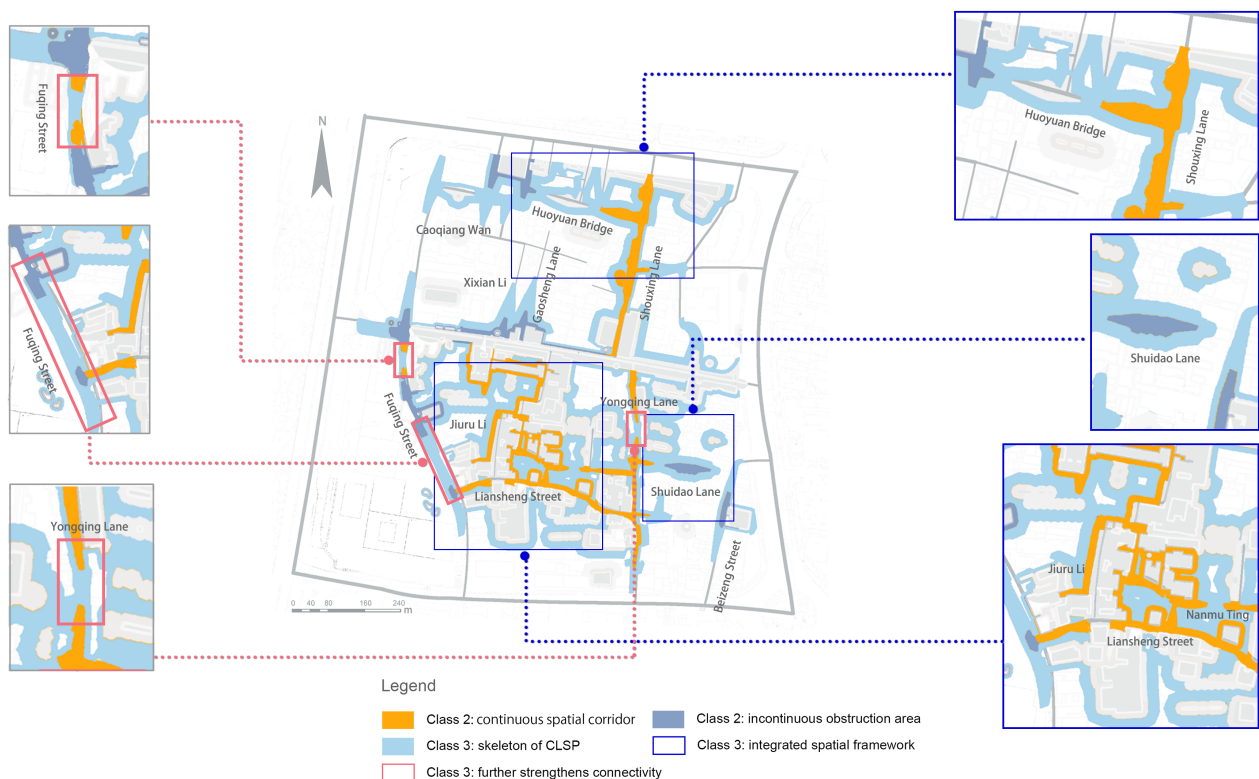 Fuqing Street
Fuqing Street
Yongqing Lane
N
Caoqiang Wan
Huoyuan Bridge
Xixian Li
Gaosheng Lane
Shouxing Lane
Yongqing Lane
Fuqing Street
Jiuru Li
Liansheng Street
Shuidao Lane
Beizeng Street
0 40 80 160 240 m
Huoyuan Bridge
Shouxing Lane
Shuidao Lane
Jiuru Li
Nanmu Ting
Liansheng Street
Legend
Class 2: continuous spatial corridor
Class 2: incontinuous obstruction area
Class 3: skeleton of CLSP
Class 3: integrated spatial framework
Class 3: further strengthens connectivity